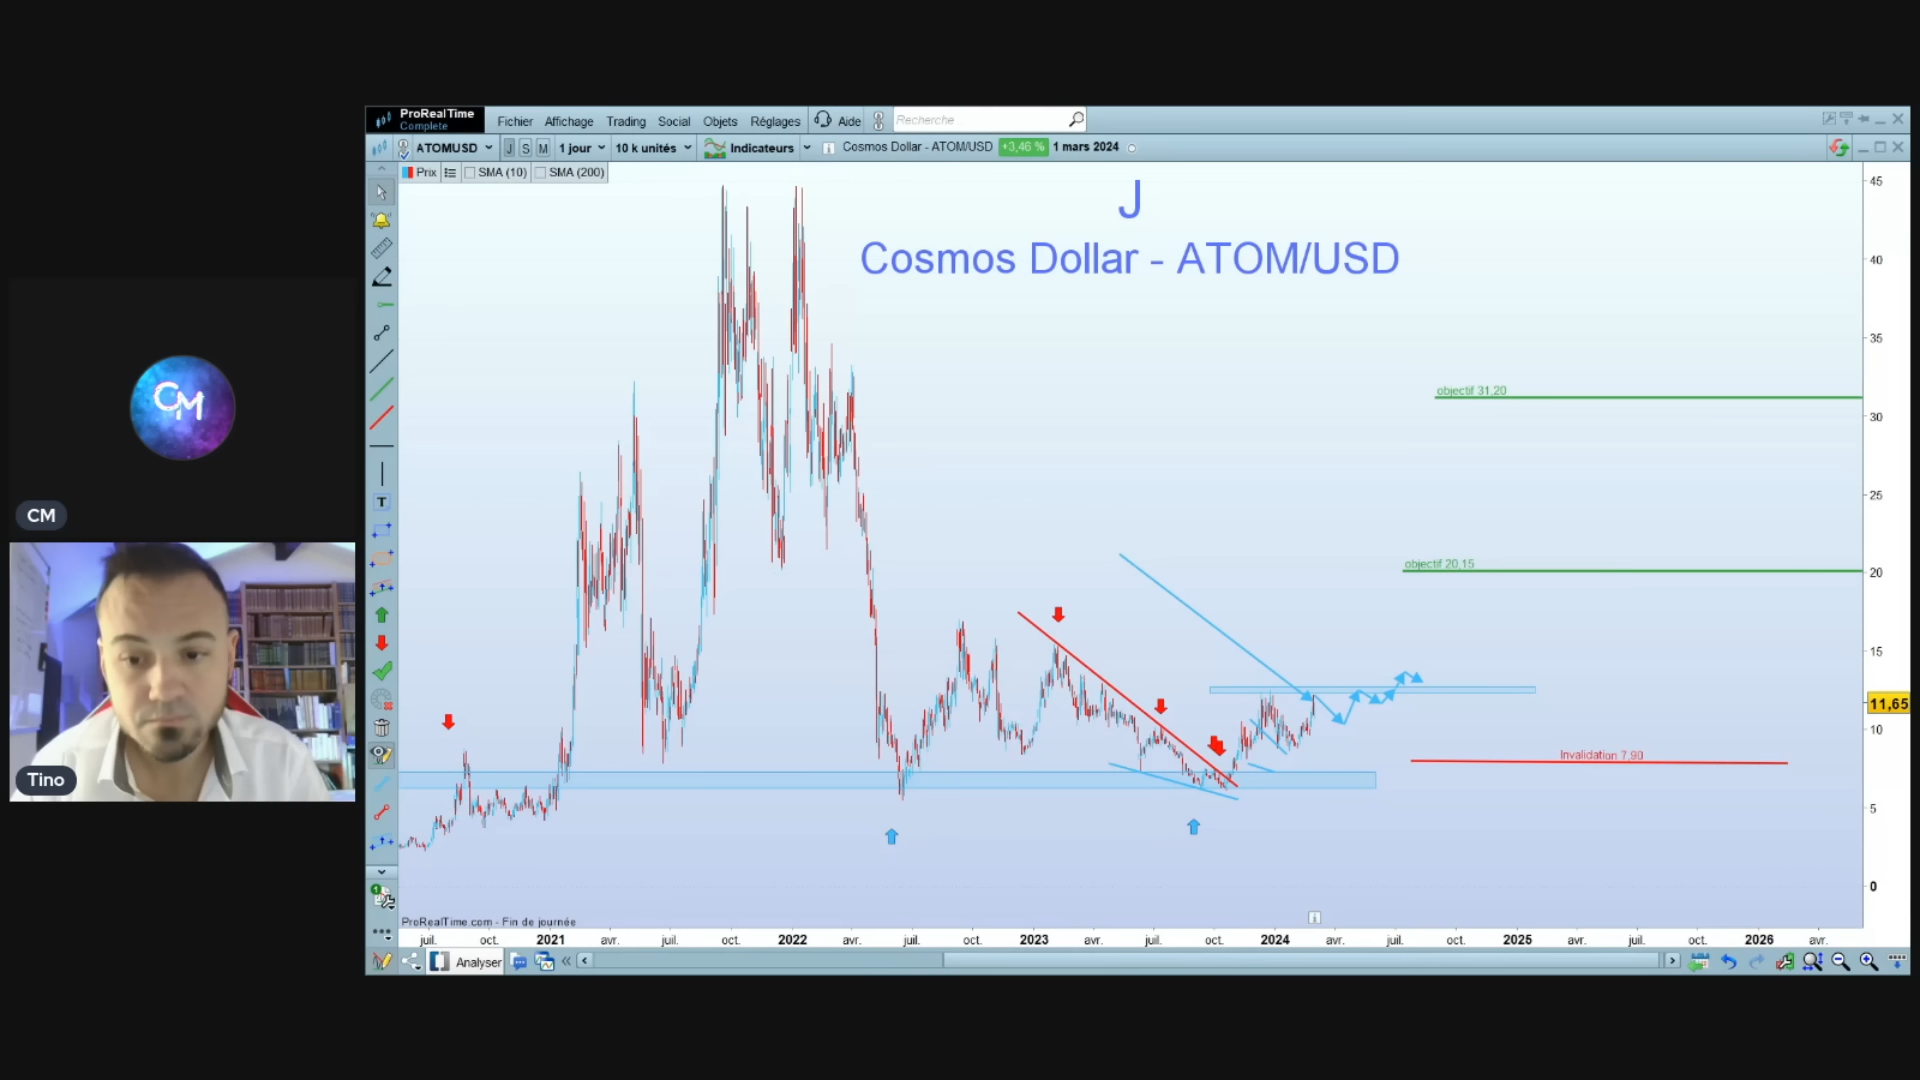 ProRealTime
Complete
Fichier Affichage Trading Social Objets Réglages Aide Recherche
ATOMUSD J S M 1 jour 10 k unités Indicateurs Cosmos Dollar - ATOM/USD +3,46 % 1 mars 2024
Prix SMA (10) SMA (200)
J
Cosmos Dollar - ATOM/USD
45
40
35
objectif 31,20
30
25
objectif 20,15
20
15
11,65
10
Invalidation 7,90
5
0
CM
CM
Tino
T
1
ProRealTime.com - Fin de journée
juil. oct. 2021 avr. juil. oct. 2022 avr. juil. oct. 2023 avr. juil. oct. 2024 avr. juil. oct. 2025 avr. juil. oct. 2026 avr.
Analyser